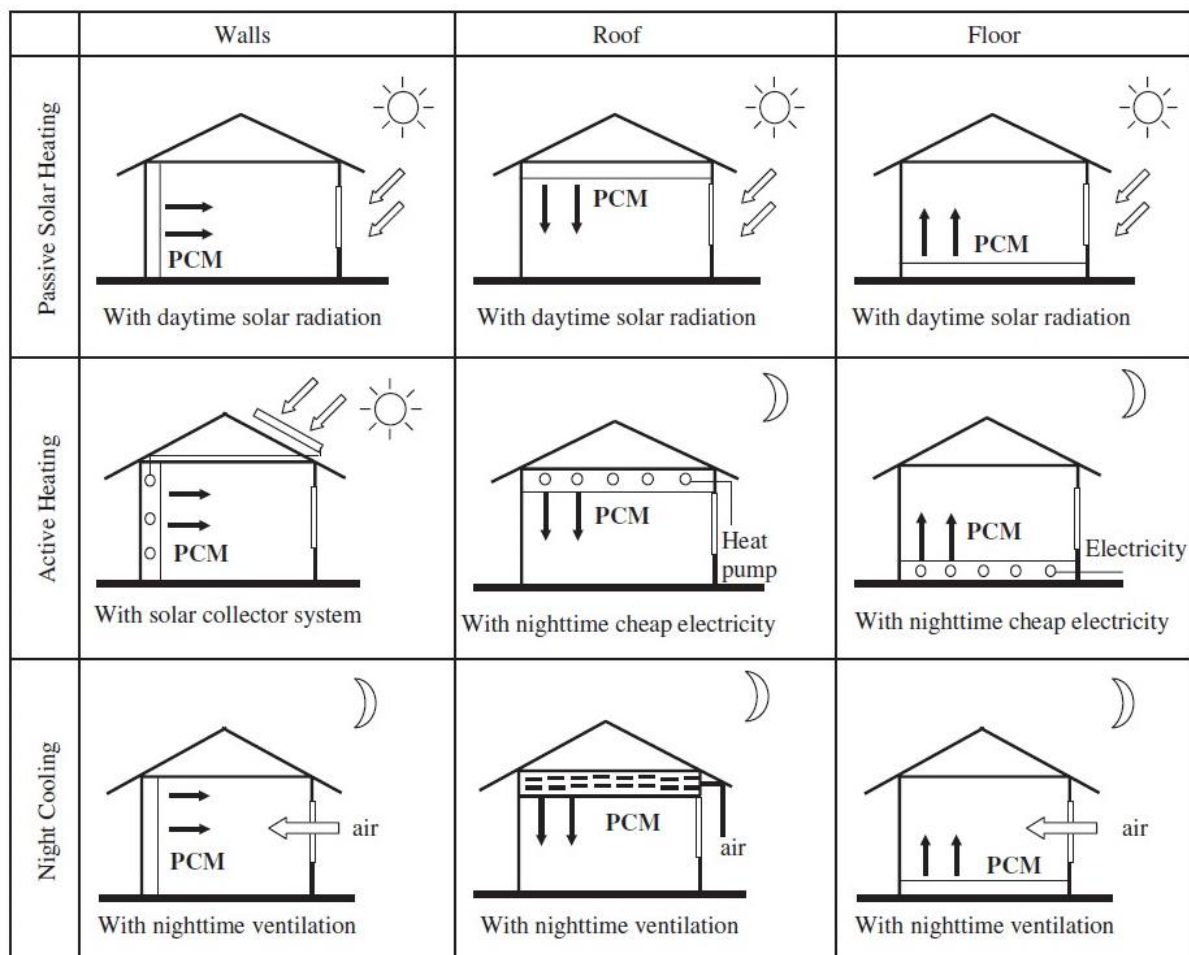 Walls
Roof
Floor
Passive Solar Heating
PCM
With daytime solar radiation
PCM
With daytime solar radiation
PCM
With daytime solar radiation
Active Heating
PCM
With solar collector system
PCM
Heat
pump
With nighttime cheap electricity
PCM
Electricity
With nighttime cheap electricity
Night Cooling
air
PCM
With nighttime ventilation
PCM
air
With nighttime ventilation
air
PCM
With nighttime ventilation